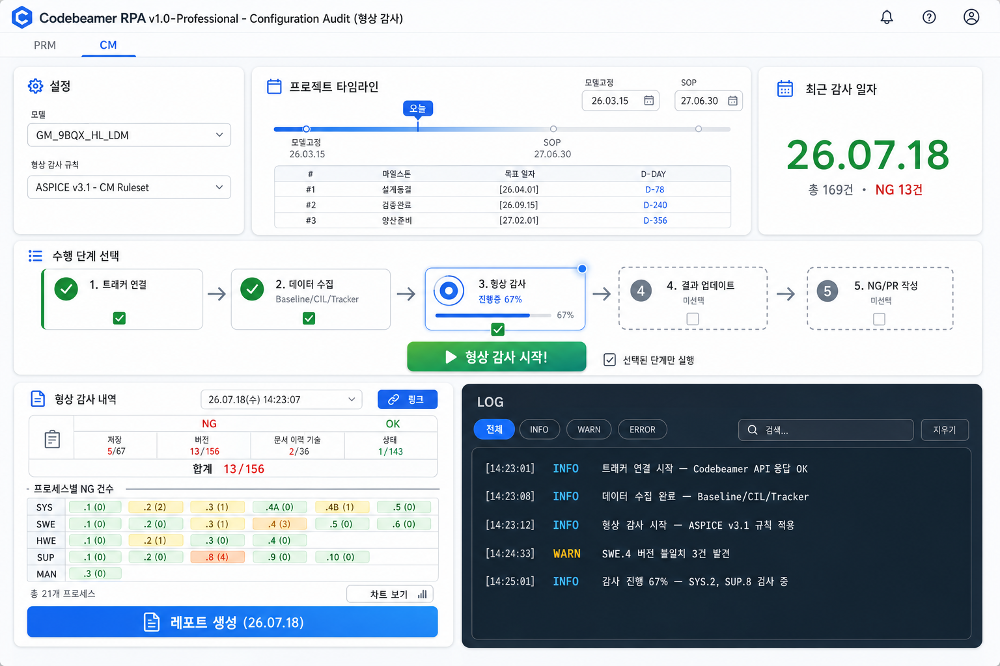 Codebeamer RPA v1.0-Professional - Configuration Audit (형상 감사)
PRM
CM
설정
모델
GM_9BQX_HL_LDM
형상 감사 규칙
ASPICE v3.1 - CM Ruleset
프로젝트 타임라인
모델고정
26.03.15
SOP
27.06.30
오늘
모델고정
26.03.15
SOP
27.06.30
# 마일스톤 목표 일자 D-DAY
#1 설계동결 [26.04.01] D-78
#2 검증완료 [26.09.15] D-240
#3 양산준비 [27.02.01] D-356
최근 감사 일자
26.07.18
총 169건 • NG 13건
수행 단계 선택
1. 트래커 연결
2. 데이터 수집
Baseline/CIL/Tracker
3. 형상 감사
진행중 67%
67%
4
4. 결과 업데이트
미선택
5
5. NG/PR 작성
미선택
형상 감사 시작!
선택된 단계만 실행
형상 감사 내역
26.07.18(수) 14:23:07
링크
NG OK
저장 버전 문서 이력 기술 상태
5/67 13/156 2/36 1/143
합계 13/156
- 프로세스별 NG 건수
SYS .1 (0) .2 (2) .3 (1) .4A (0) .4B (1) .5 (0)
SWE .1 (0) .2 (0) .3 (1) .4 (3) .5 (0) .6 (0)
HWE .1 (0) .2 (1) .3 (0) .4 (0)
SUP .1 (0) .2 (0) .8 (4) .9 (0) .10 (0)
MAN .3 (0)
총 21개 프로세스
차트 보기
레포트 생성 (26.07.18)
LOG
전체
INFO
WARN
ERROR
검색...
지우기
[14:23:01] INFO 트래커 연결 시작 — Codebeamer API 응답 OK
[14:23:08] INFO 데이터 수집 완료 — Baseline/CIL/Tracker
[14:23:12] INFO 형상 감사 시작 — ASPICE v3.1 규칙 적용
[14:24:33] WARN SWE.4 버전 불일치 3건 발견
[14:25:01] INFO 감사 진행 67% — SYS.2, SUP.8 검사 중